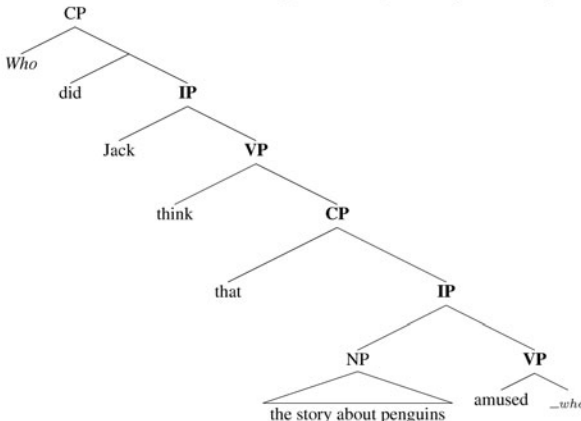 CP
Who
did
IP
Jack
VP
think
CP
that
IP
NP
VP
the story about penguins
amused
_who